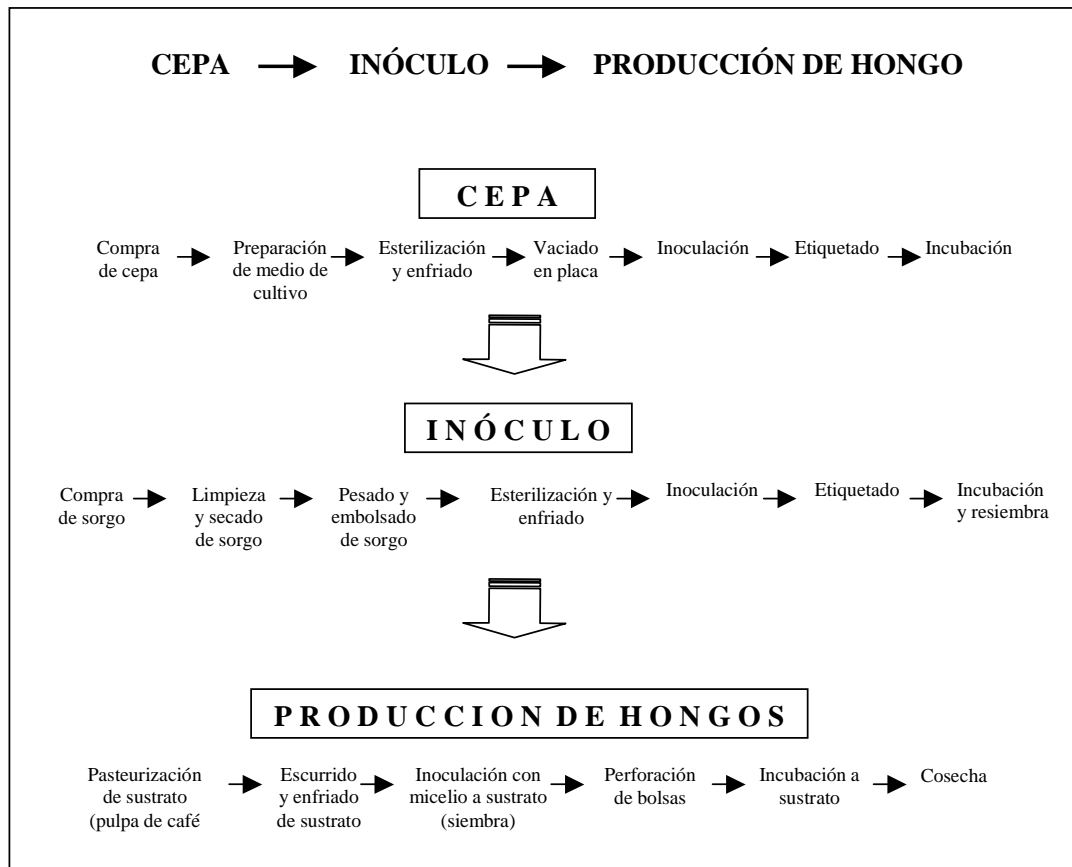 CEPA INÓCULO PRODUCCIÓN DE HONGO
C E P A
Compra
de cepa
Preparación
de medio de
cultivo
Esterilización
y enfriado
Vaciado
en placa
Inoculación
Etiquetado
Incubación
I N Ó C U L O
Compra
de sorgo
Limpieza
y secado
de sorgo
Pesado y
embolsado
de sorgo
Esterilización y
enfriado
Inoculación
Etiquetado
Incubación
y resiembra
P R O D U C C I O N D E H O N G O S
Pasteurización
de sustrato
(pulpa de café
Escurrido
y enfriado
de sustrato
Inoculación con
micelio a sustrato
(siembra)
Perforación
de bolsas
Incubación a
sustrato
Cosecha